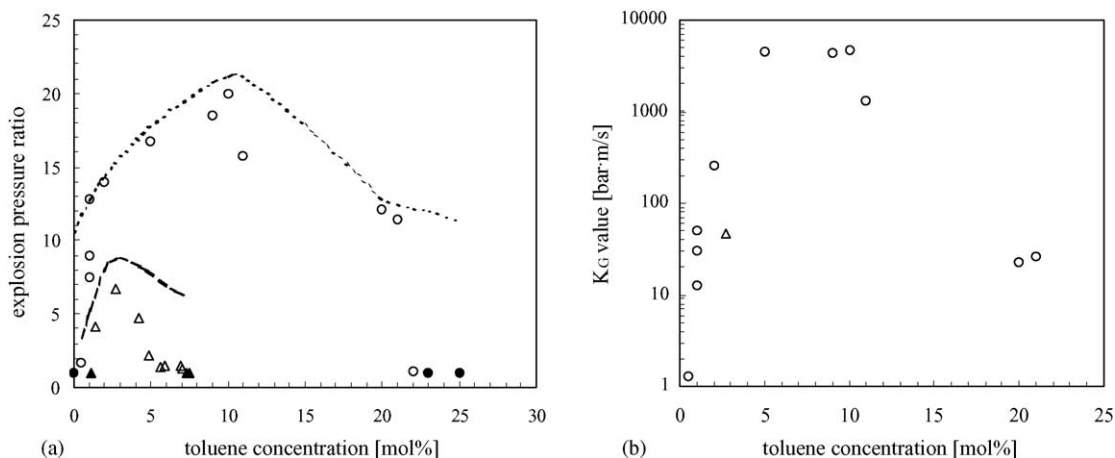 25
20
15
10
5
0
explosion pressure ratio
0 5 10 15 20 25 30
(a) toluene concentration [mol%]
10000
1000
100
10
1
KG value [bar·m/s]
0 5 10 15 20 25
(b) toluene concentration [mol%]